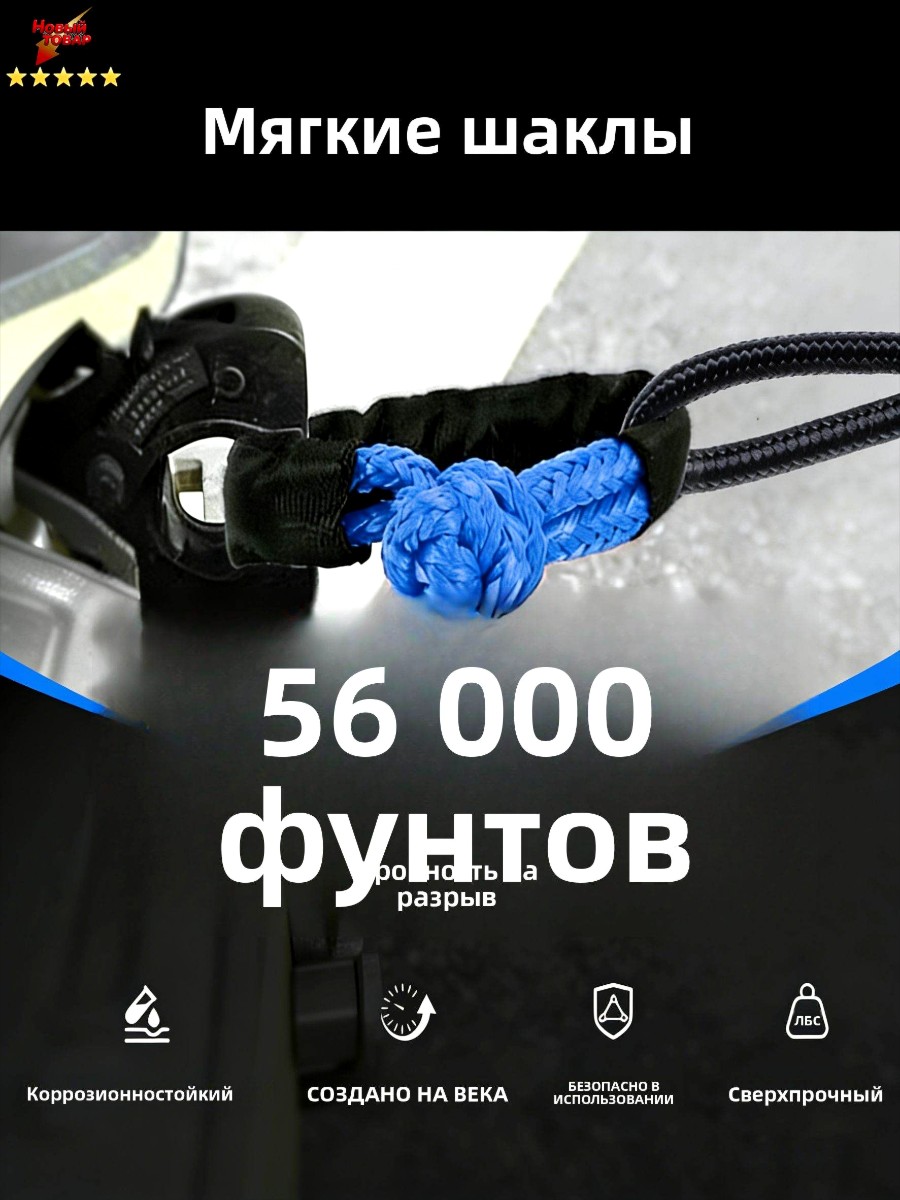 Новый
товар
Мягкие шаклы
56 000
фунтов
разрыв
ЛБС
Коррозионностойкий
СОЗДАНО НА ВЕКА
БЕЗОПАСНО В
ИСПОЛЬЗОВАНИИ
Сверхпрочный